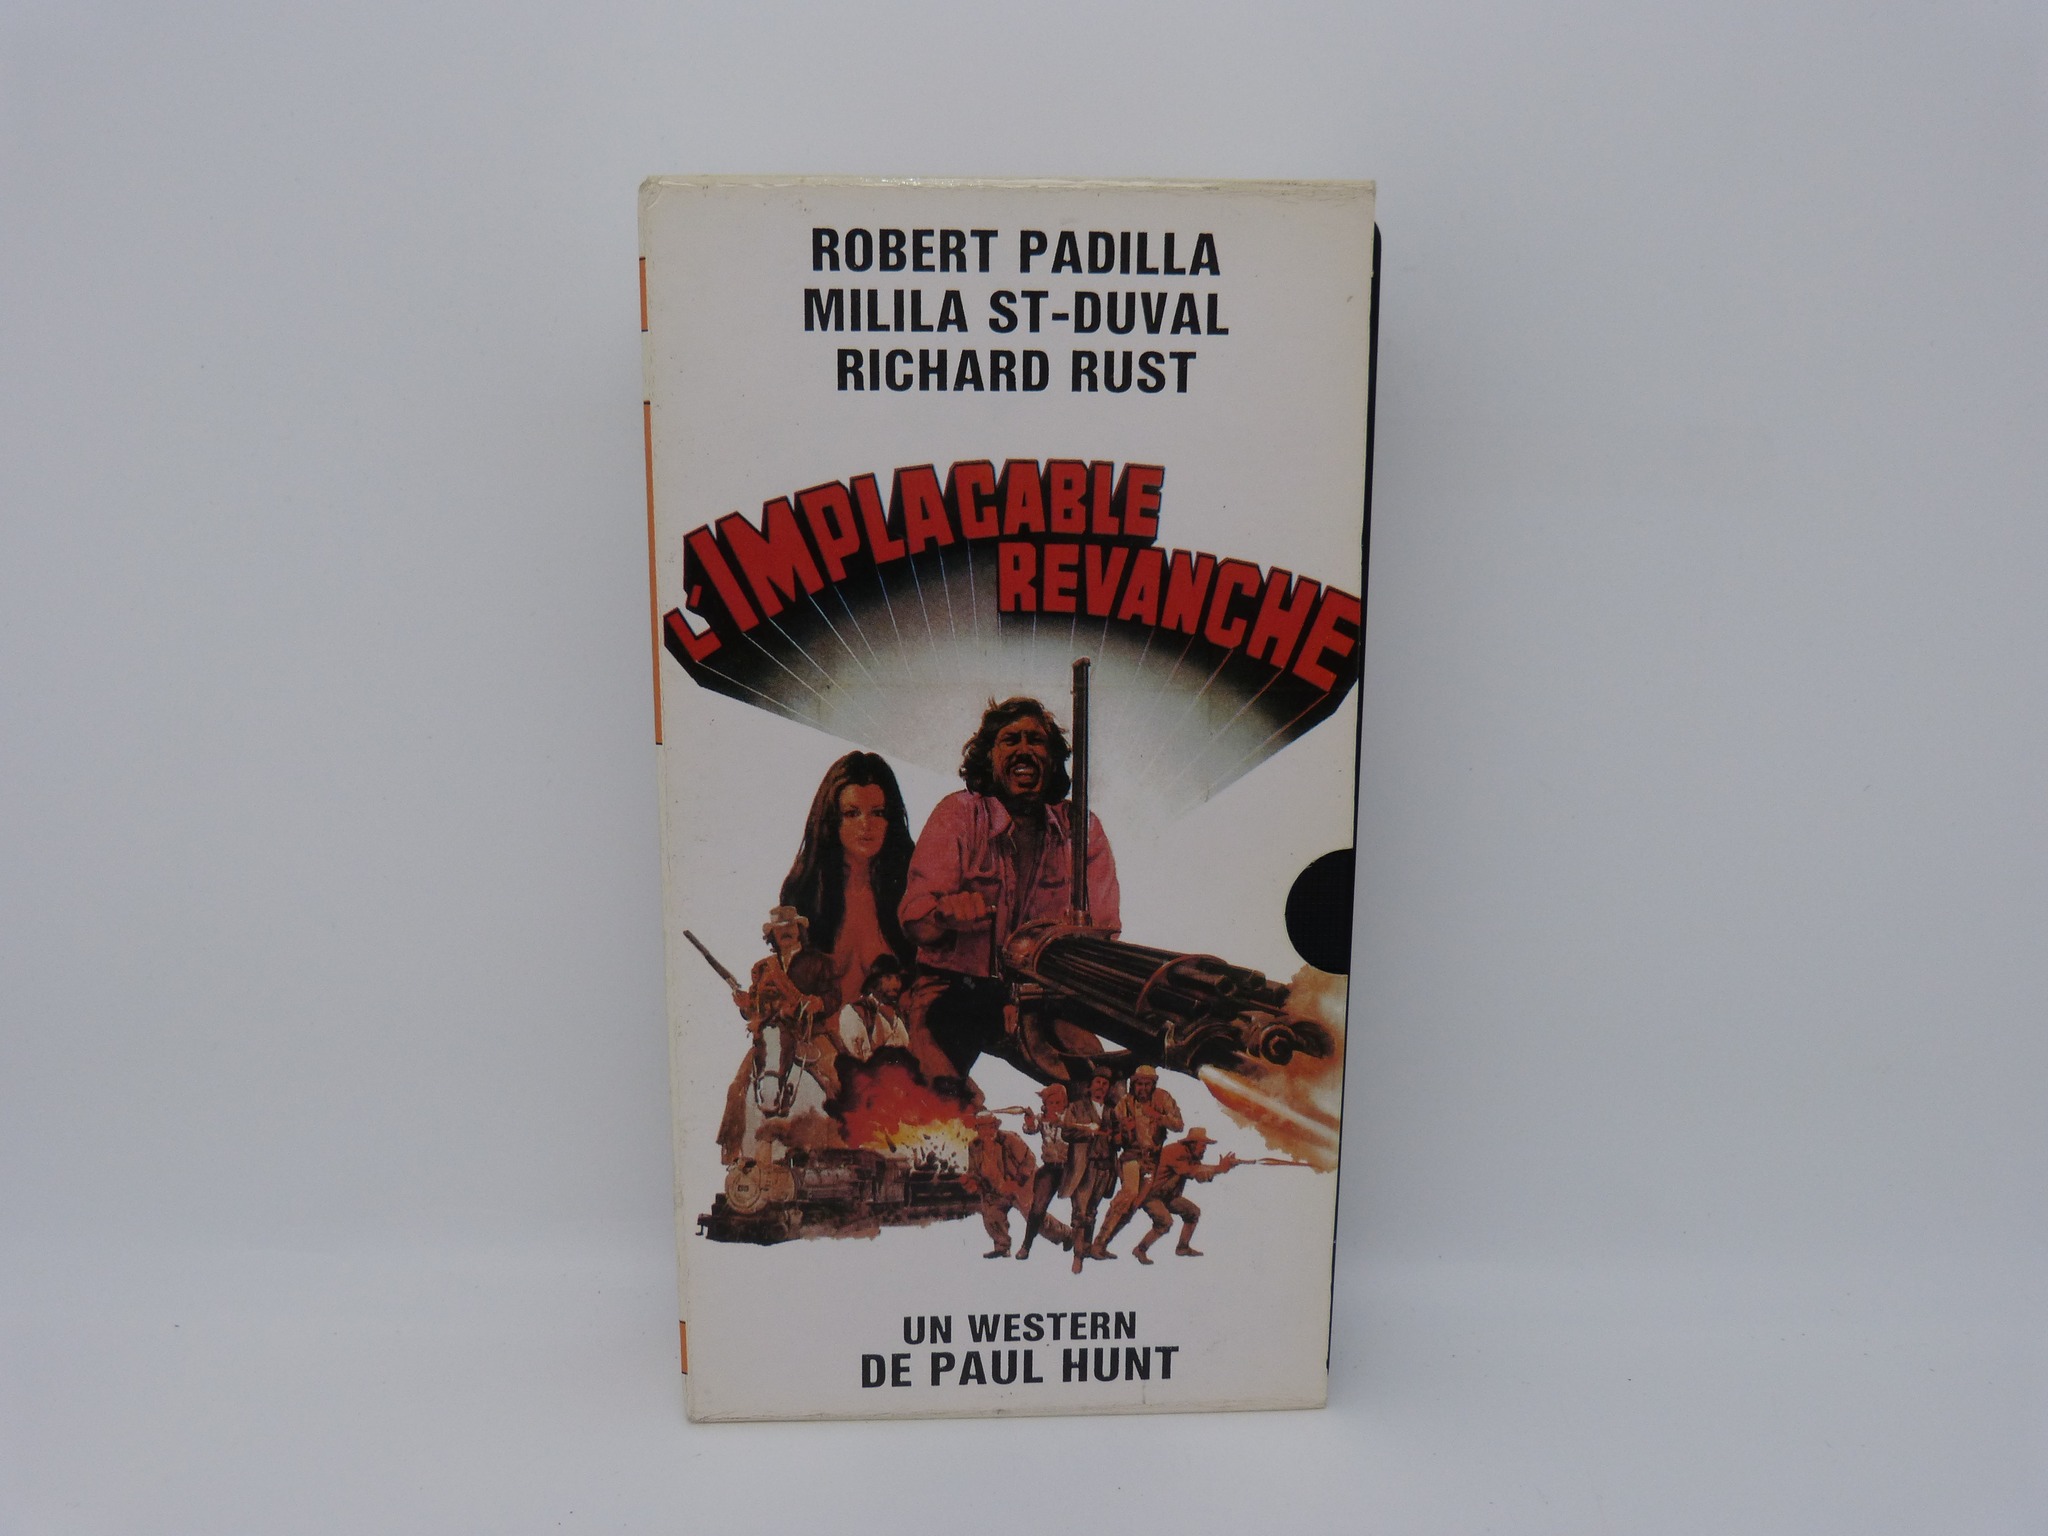 ROBERT PADILLA
MILILA ST-DUVAL
RICHARD RUST
L'IMPLACABLE
REVANCHE
UN WESTERN
DE PAUL HUNT